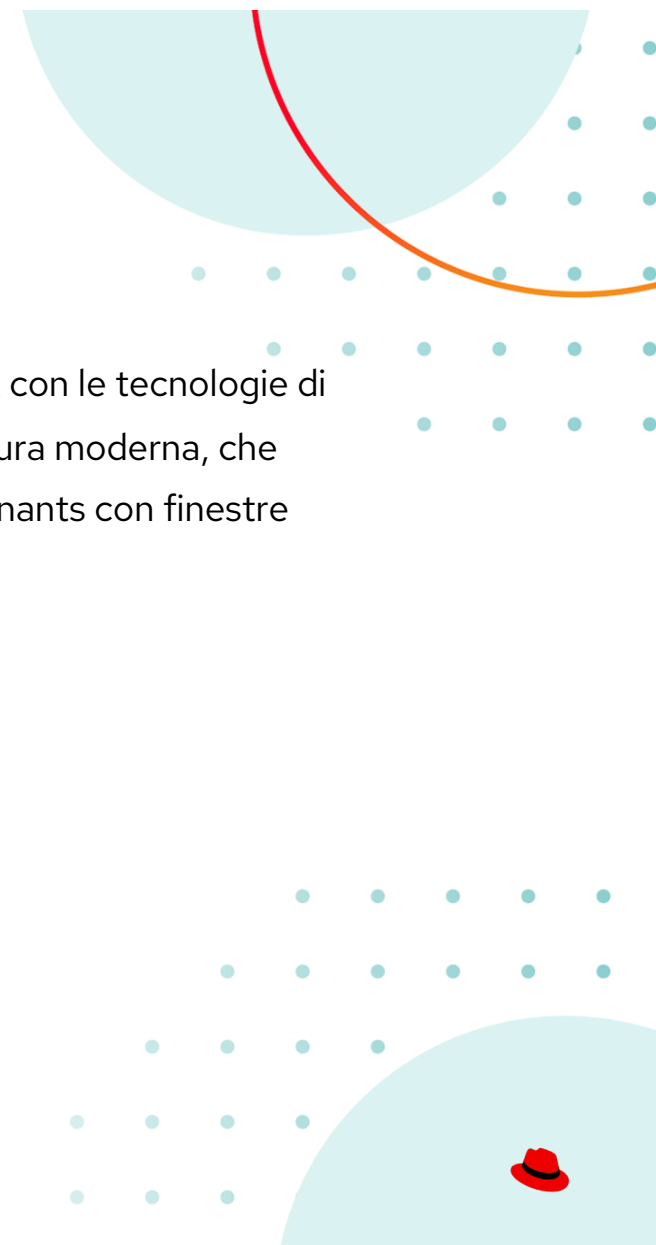 con le tecnologie di
ura moderna, che
nants con finestre